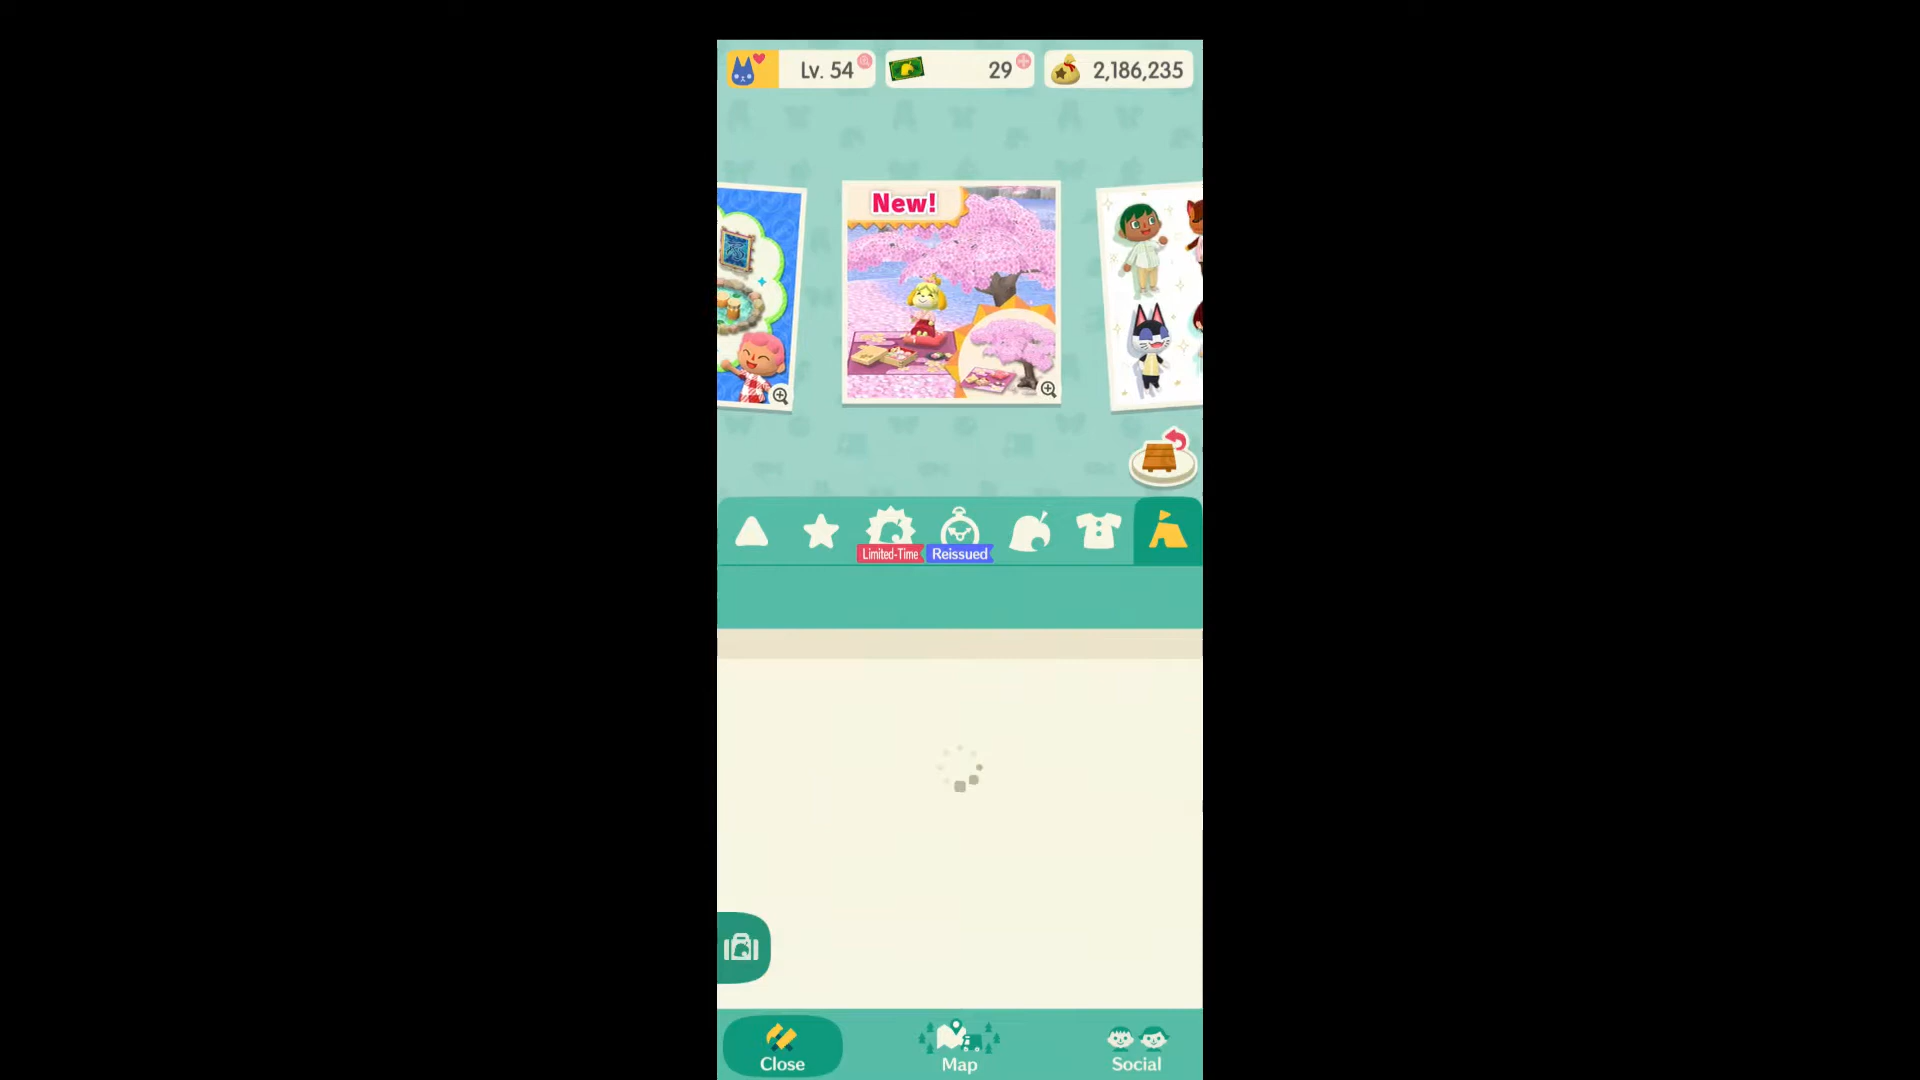 Lv. 54
29
2,186,235
New!
Limited-Time
Reissued
Close
Map
Social